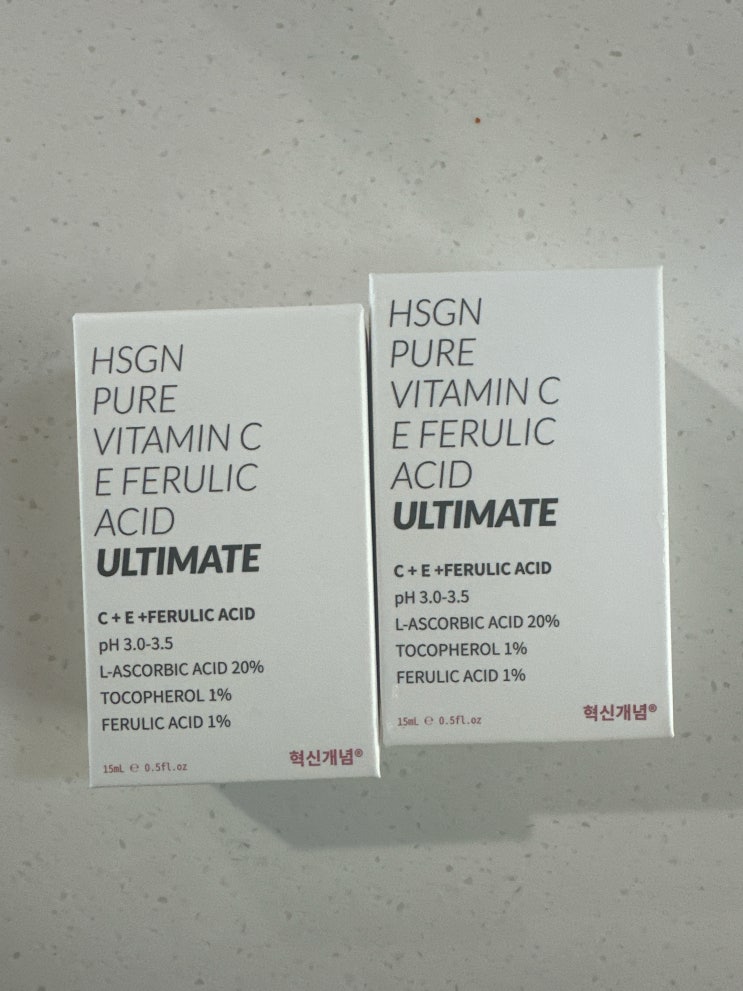 HSGN
PURE
VITAMIN C
E FERULIC
ACID
ULTIMATE
C + E +FERULIC ACID
pH 3.0-3.5
L-ASCORBIC ACID 20%
TOCOPHEROL 1%
FERULIC ACID 1%
15mL ℮ 0.5fl.oz
혁신개념®
HSGN
PURE
VITAMIN C
E FERULIC
ACID
ULTIMATE
C + E +FERULIC ACID
pH 3.0-3.5
L-ASCORBIC ACID 20%
TOCOPHEROL 1%
FERULIC ACID 1%
15mL ℮ 0.5fl.oz
혁신개념®